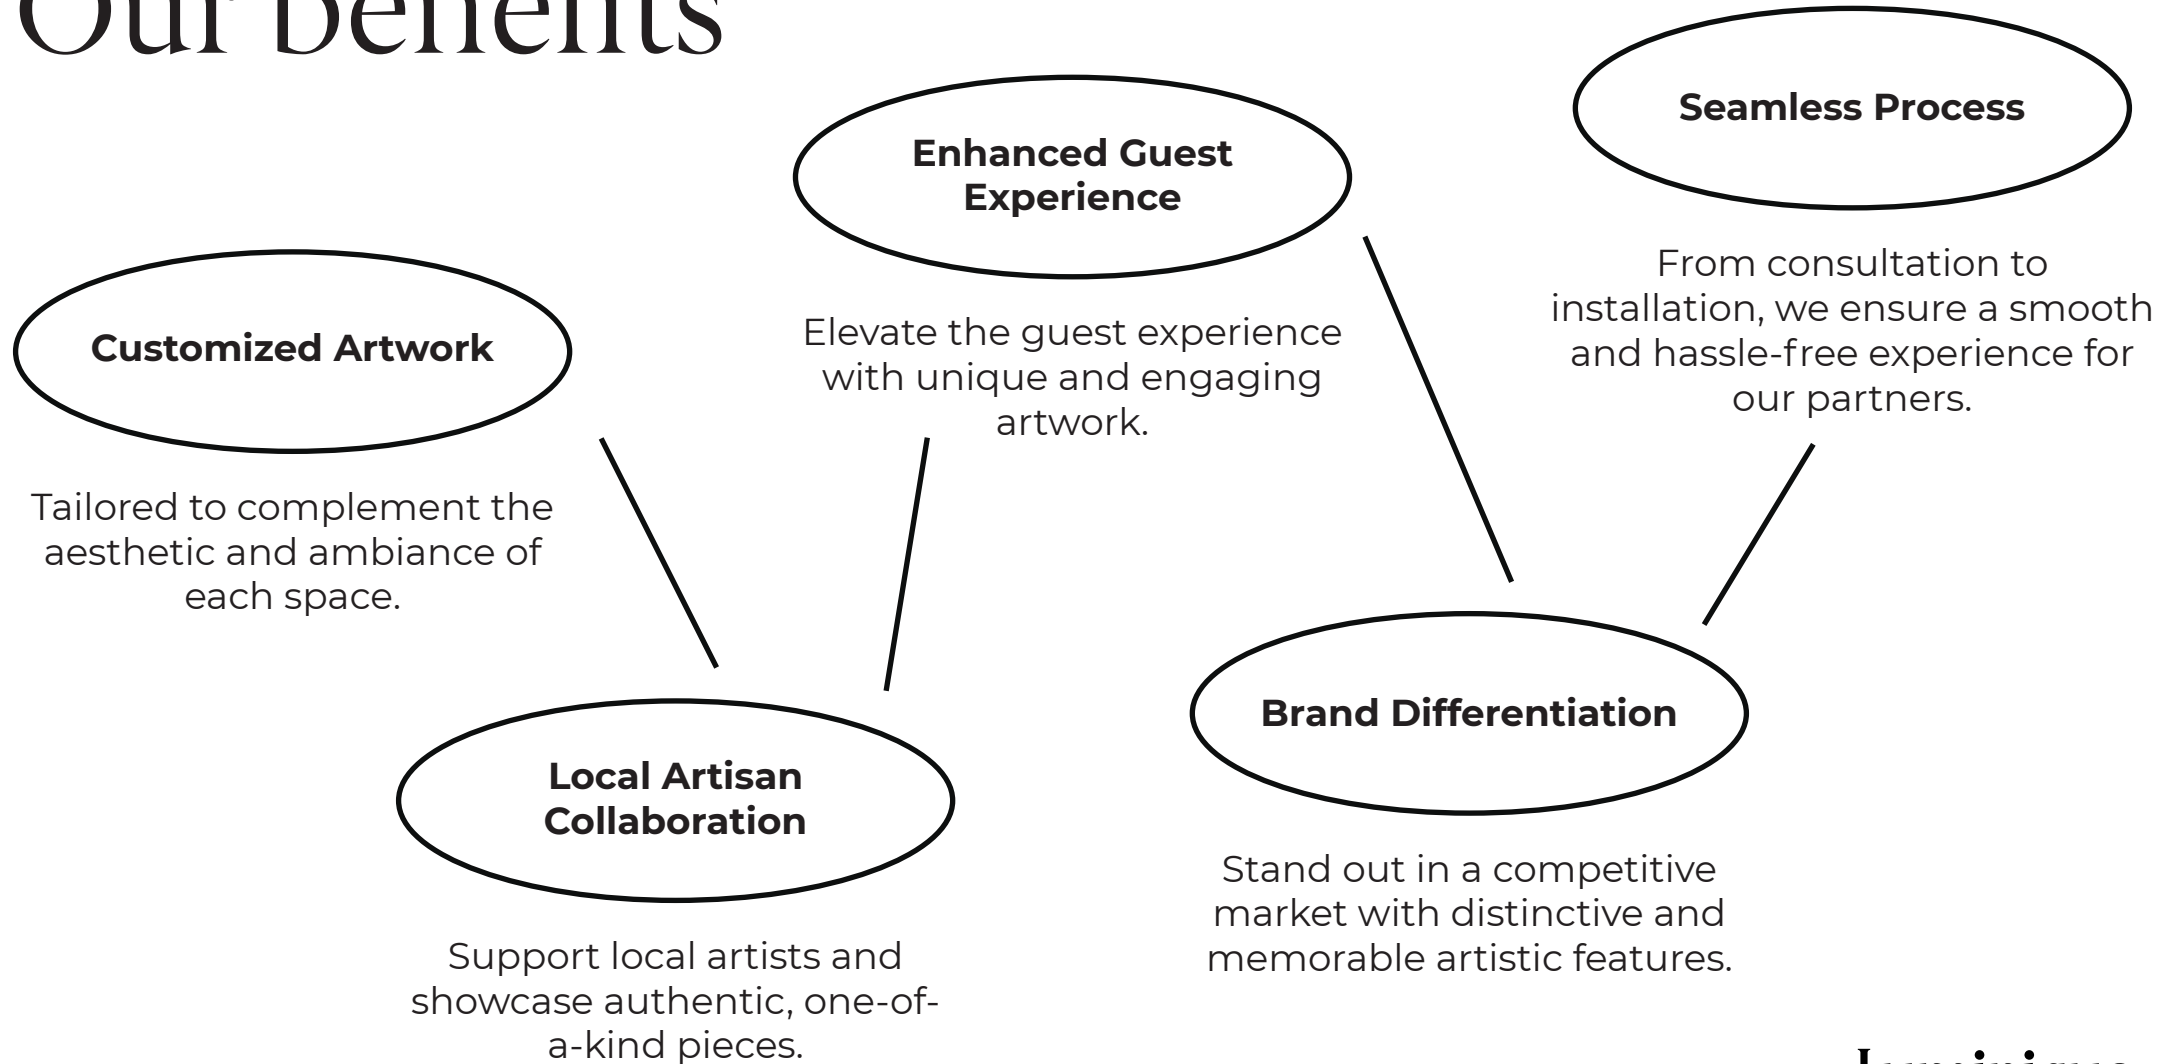 Our benefits
Customized Artwork
Tailored to complement the
aesthetic and ambiance of
each space.
Local Artisan
Collaboration
Support local artists and
showcase authentic, one-of-
a-kind pieces.
Enhanced Guest
Experience
Elevate the guest experience
with unique and engaging
artwork.
Brand Differentiation
Stand out in a competitive
market with distinctive and
memorable artistic features.
Seamless Process
From consultation to
installation, we ensure a smooth
and hassle-free experience for
our partners.